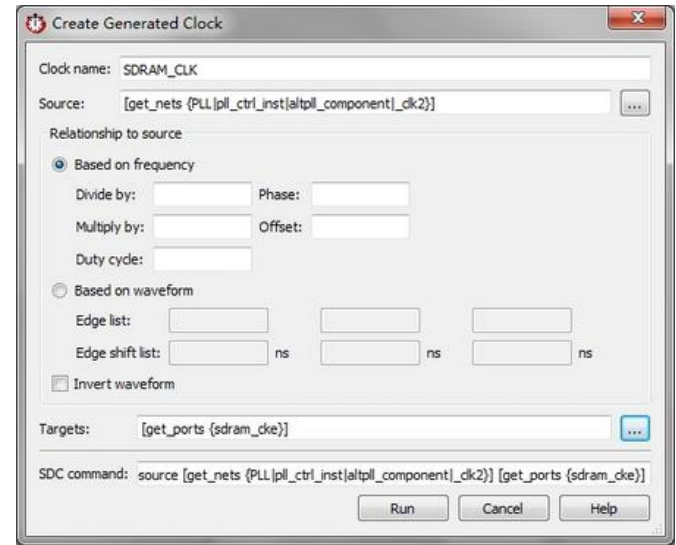 Create Generated Clock
Clock name: SDRAM_CLK
Source: [get_nets {PLL|pll_ctrl_inst|altpll_component|_clk2}] ...
Relationship to source
Based on frequency
Divide by: Phase:
Multiply by: Offset:
Duty cycle:
Based on waveform
Edge list:
Edge shift list: ns ns ns
Invert waveform
Targets: [get_ports {sdram_cke}] ...
SDC command: source [get_nets {PLL|pll_ctrl_inst|altpll_component|_clk2}] [get_ports {sdram_cke}]
Run Cancel Help